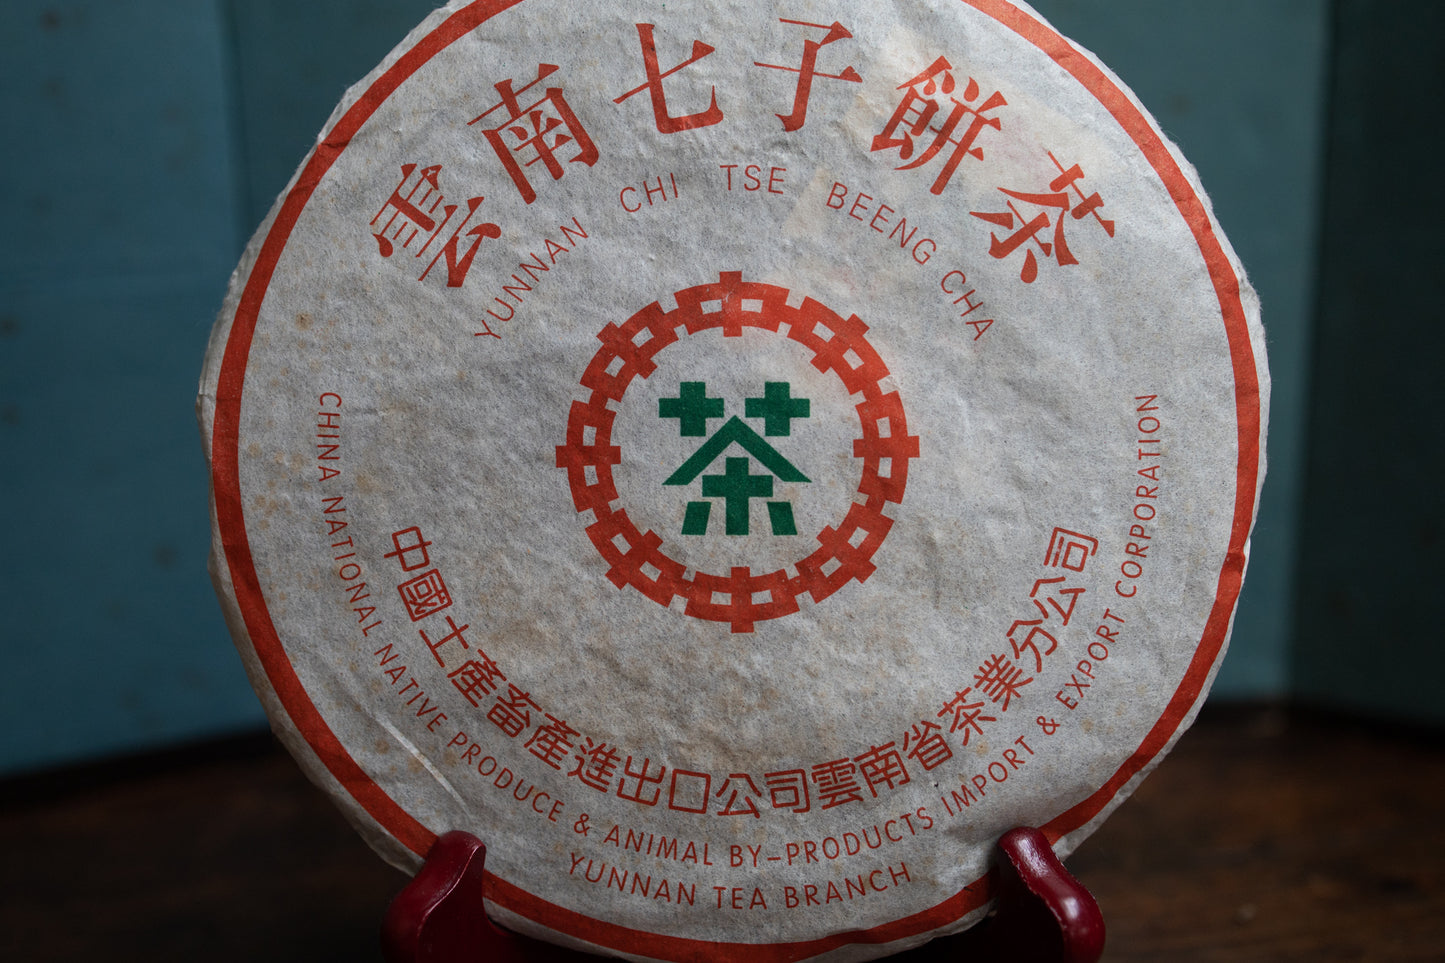 雲南七子餅茶
YUNNAN CHI TSE BEENG CHA
茶
中國土產畜產進出口公司雲南省茶業分公司
CHINA NATIONAL NATIVE PRODUCE & ANIMAL BY-PRODUCTS IMPORT & EXPORT CORPORATION
YUNNAN TEA BRANCH